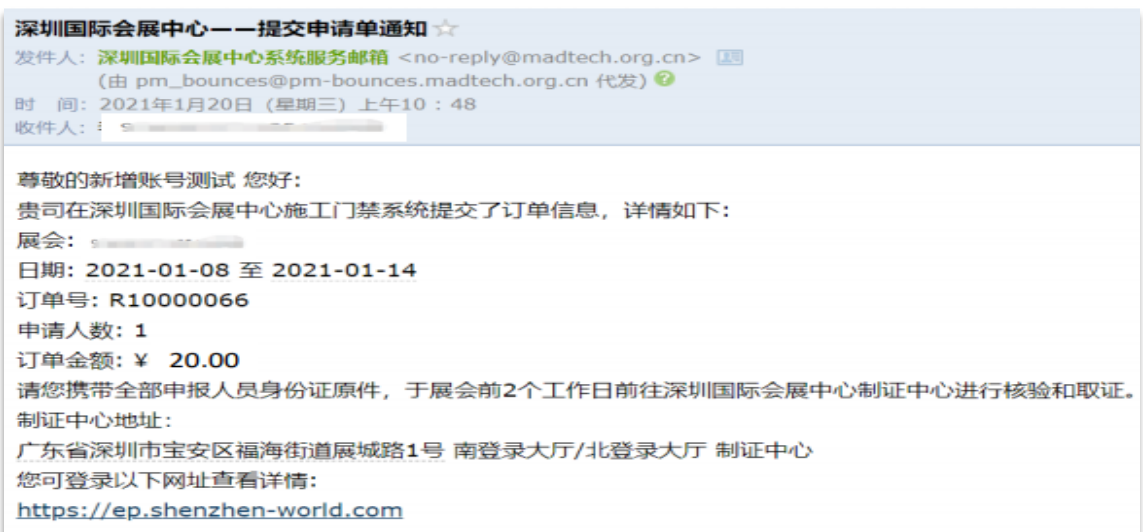 深圳国际会展中心——提交申请单通知
发件人：深圳国际会展中心系统服务邮箱 <no-reply@madtech.org.cn>
(由 pm_bounces@pm-bounces.madtech.org.cn 代发)
时 间：2021年1月20日（星期三）上午10：48
收件人：
尊敬的新增账号测试 您好：
贵司在深圳国际会展中心施工门禁系统提交了订单信息，详情如下：
展会：
日期：2021-01-08 至 2021-01-14
订单号：R10000066
申请人数：1
订单金额：¥ 20.00
请您携带全部申报人员身份证原件，于展会前2个工作日前往深圳国际会展中心制证中心进行核验和取证。
制证中心地址：
广东省深圳市宝安区福海街道展城路1号 南登录大厅/北登录大厅 制证中心
您可登录以下网址查看详情：
https://ep.shenzhen-world.com